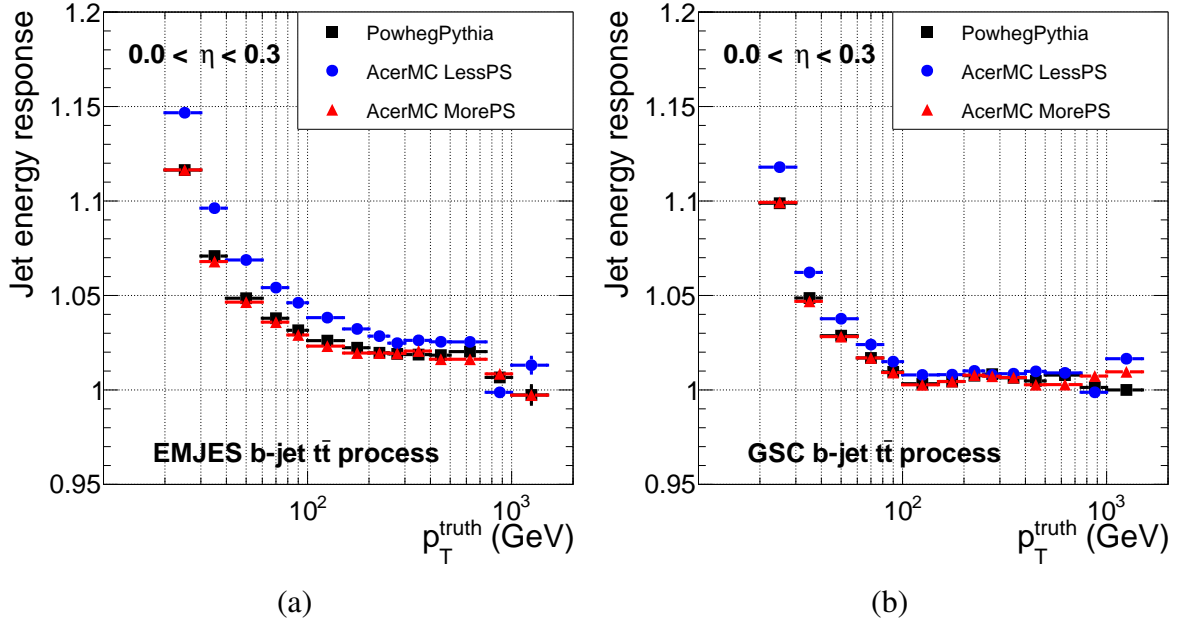 Jet energy response
1.2
1.15
1.1
1.05
1
0.95
0.0 < η < 0.3
PowhegPythia
AcerMC LessPS
AcerMC MorePS
EMJES b-jet tt̄ process
10²
10³
p_T^truth (GeV)
(a)
Jet energy response
1.2
1.15
1.1
1.05
1
0.95
0.0 < η < 0.3
PowhegPythia
AcerMC LessPS
AcerMC MorePS
GSC b-jet tt̄ process
10²
10³
p_T^truth (GeV)
(b)